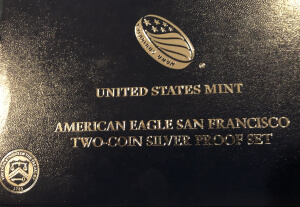 UNITED STATES MINT
AMERICAN EAGLE SAN FRANCISCO
TWO-COIN SILVER PROOF SET